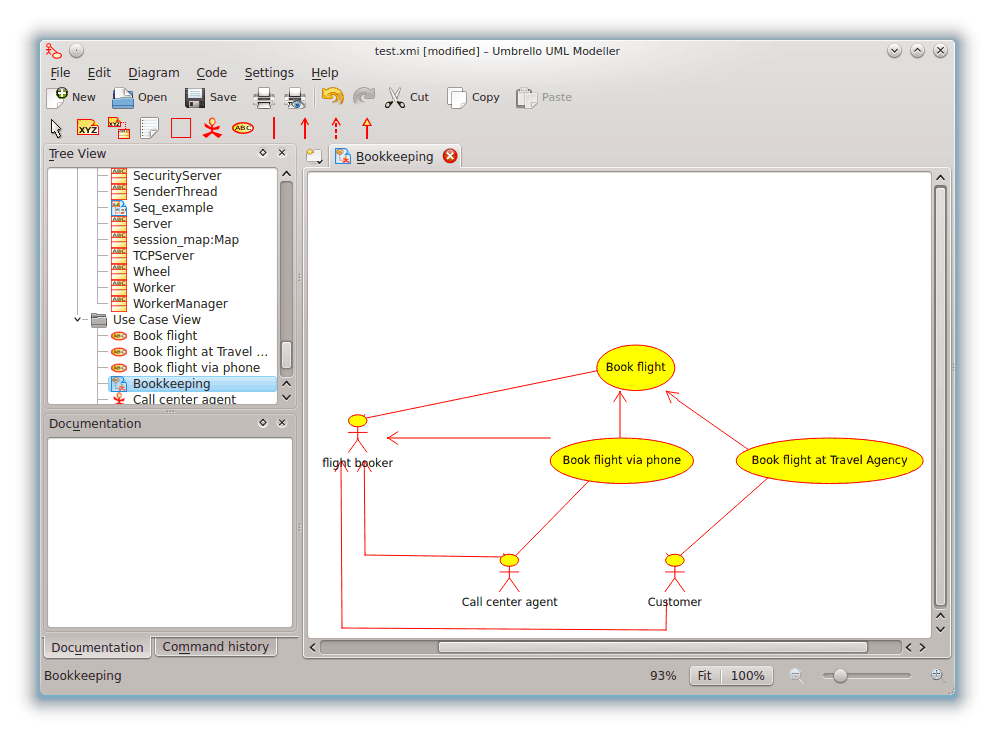 test.xmi [modified] – Umbrello UML Modeller
File Edit Diagram Code Settings Help
New Open Save Cut Copy Paste
XYZ XYZ ABC
Tree View
Bookkeeping
SecurityServer
SenderThread
Seq_example
Server
session_map:Map
TCPServer
Wheel
Worker
WorkerManager
Use Case View
Book flight
Book flight at Travel ...
Book flight via phone
Bookkeeping
Call center agent
Documentation
Documentation Command history
Book flight
flight booker
Book flight via phone
Book flight at Travel Agency
Call center agent
Customer
Bookkeeping
93% Fit 100%